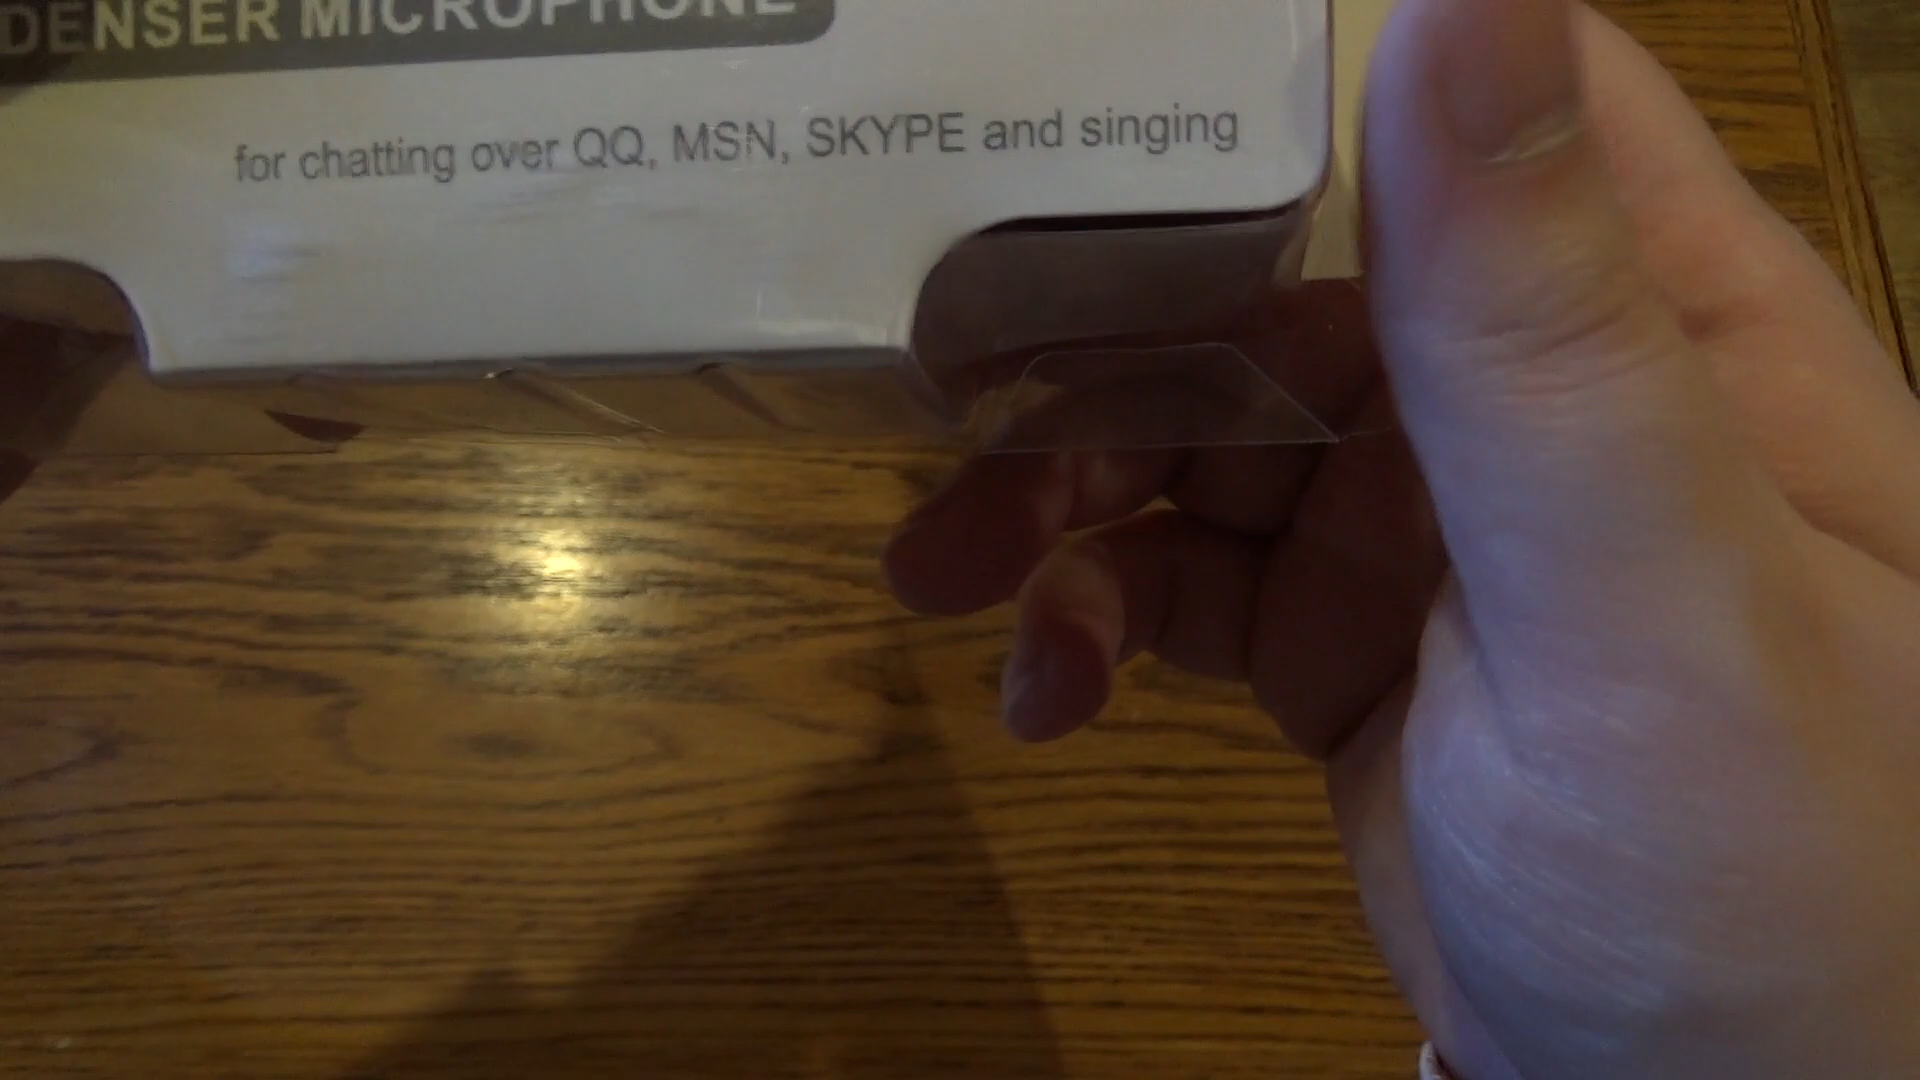 DENSER MICROPHONE
for chatting over QQ, MSN, SKYPE and singing